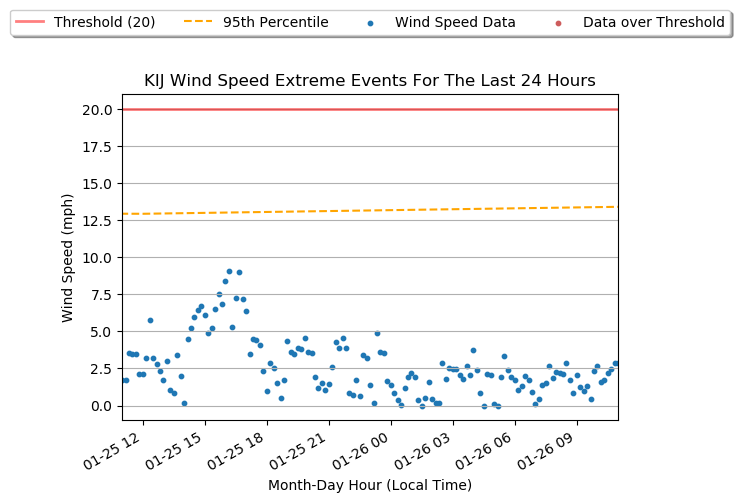 Threshold (20) 95th Percentile Wind Speed Data Data over Threshold
KIJ Wind Speed Extreme Events For The Last 24 Hours
20.0
17.5
15.0
12.5
10.0
7.5
5.0
2.5
0.0
Wind Speed (mph)
01-25 12 01-25 15 01-25 18 01-25 21 01-26 00 01-26 03 01-26 06 01-26 09
Month-Day Hour (Local Time)